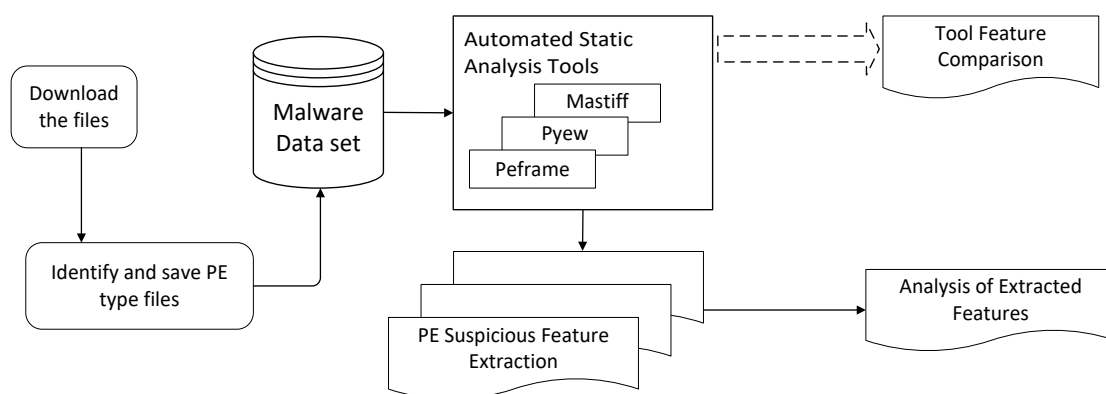 Download
the files
Identify and save PE
type files
Malware
Data set
Automated Static
Analysis Tools
Mastiff
Pyew
Peframe
Tool Feature
Comparison
PE Suspicious Feature
Extraction
Analysis of Extracted
Features